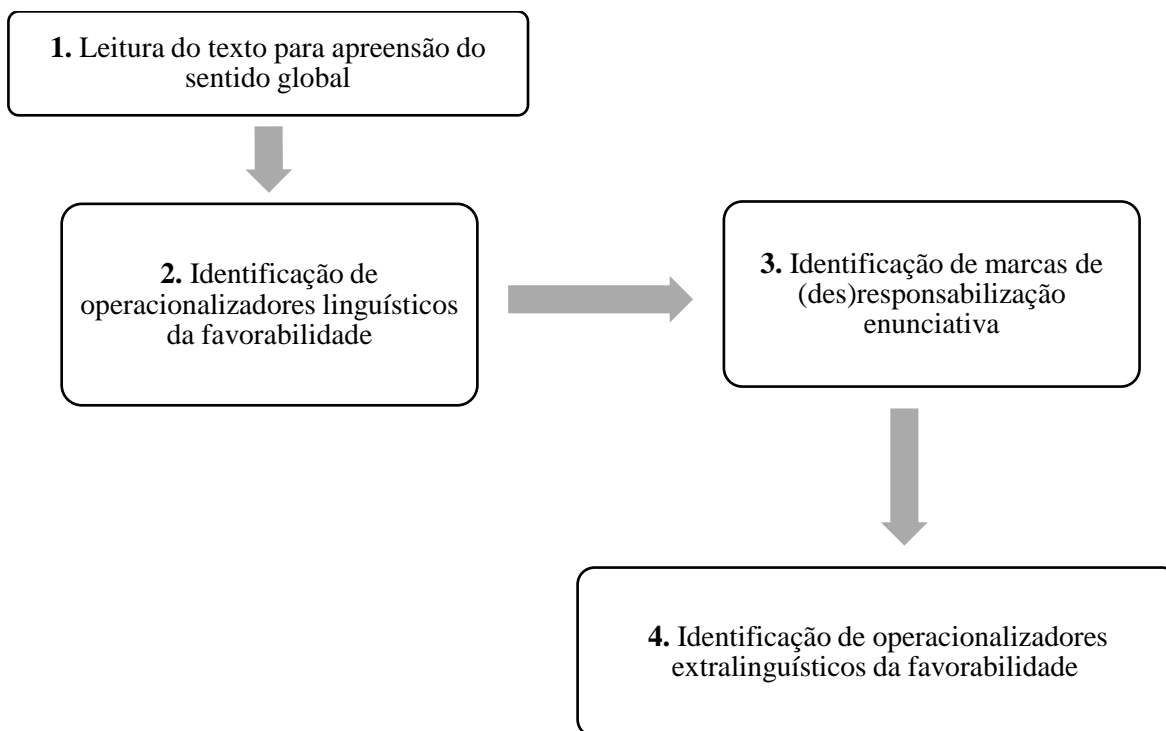 1. Leitura do texto para apreensão do
sentido global
2. Identificação de
operacionalizadores linguísticos
da favorabilidade
3. Identificação de marcas de
(des)responsabilização
enunciativa
4. Identificação de operacionalizadores
extralinguísticos da favorabilidade